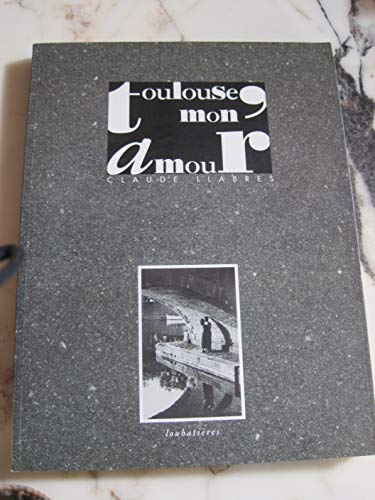 toulouse,
mon
amour
CLAUDE LLABRES
loubatières